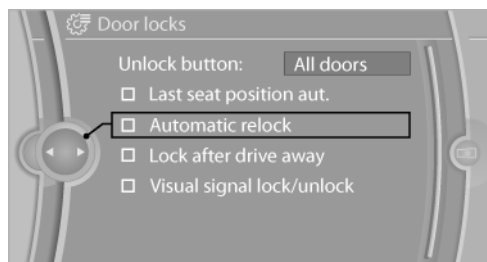 Door locks
Unlock button: All doors
Last seat position aut.
Automatic relock
Lock after drive away
Visual signal lock/unlock